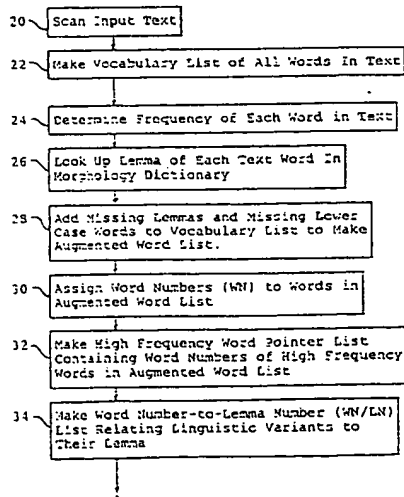 20 Scan Input Text
22 Make Vocabulary List of All Words In Text
24 Determine Frequency of Each Word in Text
26 Look Up Lemma of Each Text Word In
Morphology Dictionary
28 Add Missing Lemmas and Missing Lower
Case Words to Vocabulary List to Make
Augmented Word List.
30 Assign Word Numbers (WN) to Words in
Augmented Word List
32 Make High Frequency Word Pointer List
Containing Word Numbers of High Frequency
Words in Augmented Word List
34 Make Word Number-to-Lemma Number (WN/LN)
List Relating Linguistic Variants to
Their Lemma